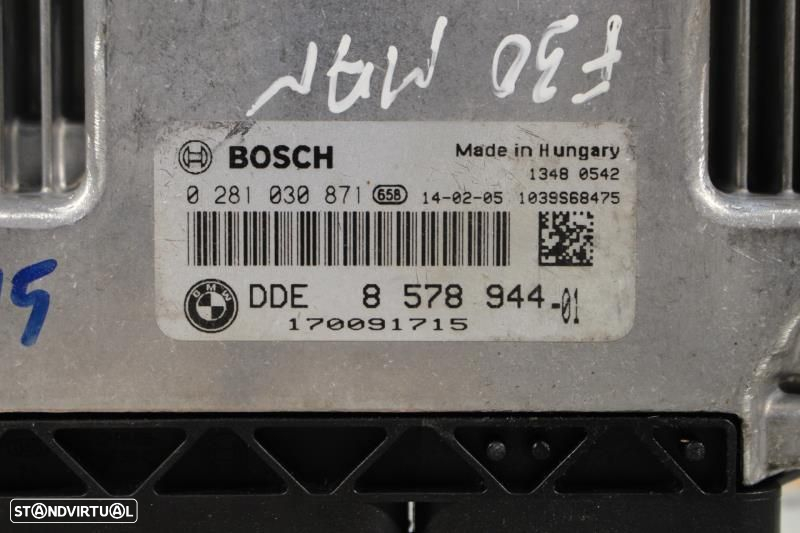 F30 MAN
BOSCH
Made in Hungary
1348 0542
0 281 030 871 658 14-02-05 1039S68475
BMW
DDE 8 578 944-01
170091715
STANDVIRTUAL